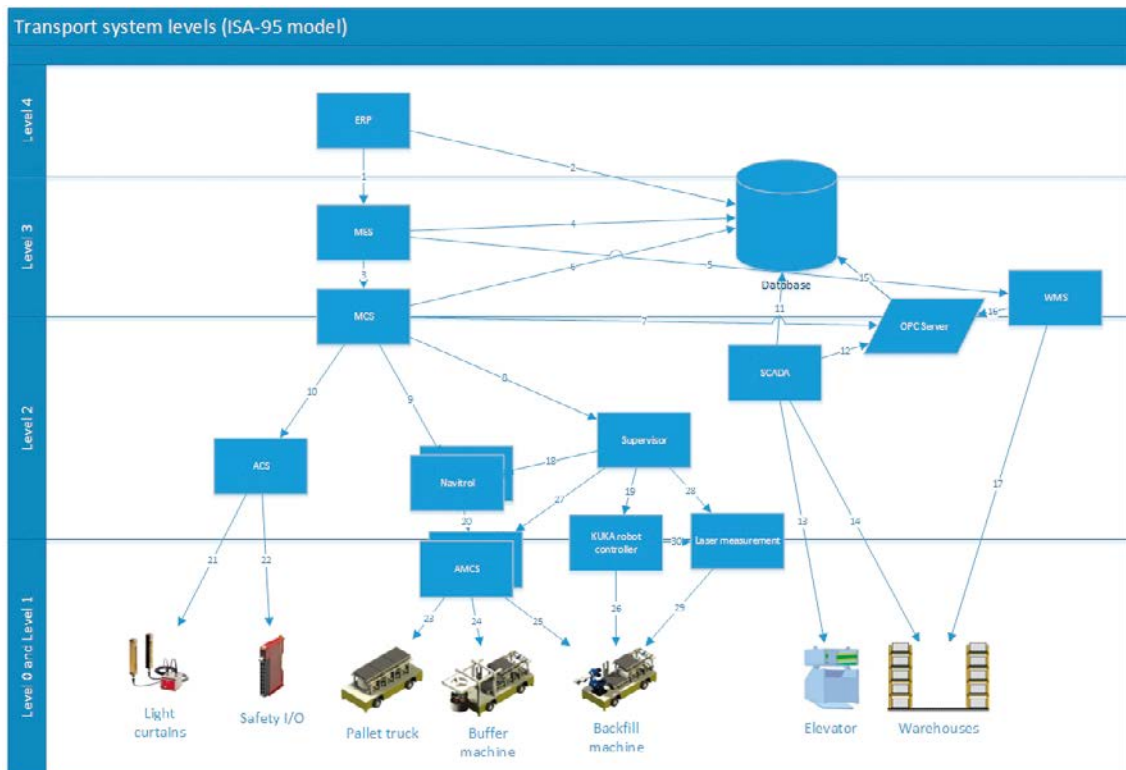 Transport system levels (ISA-95 model)
Level 4
ERP
1
2
Level 3
MES
4
3
6
5
Database
15
WMS
MCS
11
7
OPC Server
16
12
SCADA
Level 2
10
9
8
Supervisor
ACS
Navitrol
18
19
28
27
17
20
13
14
KUKA robot
controller
30
Laser measurement
Level 0 and Level 1
21
22
AMCS
23
24
25
26
29
Light
curtains
Safety I/O
Pallet truck
Buffer
machine
Backfill
machine
Elevator
Warehouses